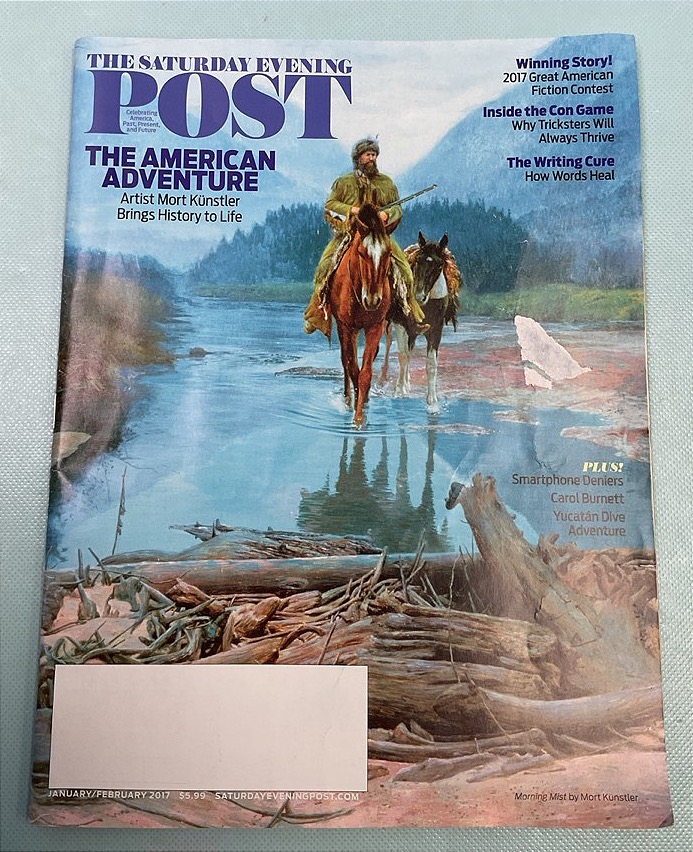 THE SATURDAY EVENING
POST
Celebrating
America,
Past, Present,
and Future
THE AMERICAN
ADVENTURE
Artist Mort Künstler
Brings History to Life
Winning Story!
2017 Great American
Fiction Contest
Inside the Con Game
Why Tricksters Will
Always Thrive
The Writing Cure
How Words Heal
PLUS!
Smartphone Deniers
Carol Burnett
Yucatán Dive
Adventure
JANUARY/FEBRUARY 2017 $5.99 SATURDAYEVENINGPOST.COM
Morning Mist by Mort Künstler